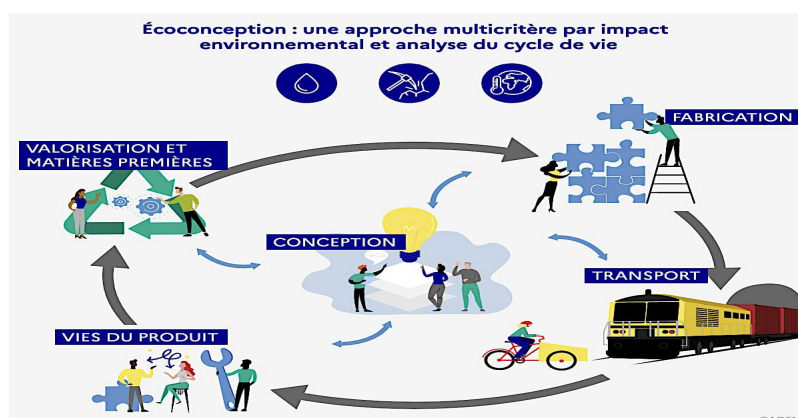 Écoconception : une approche multicritère par impact
environnemental et analyse du cycle de vie
FABRICATION
VALORISATION ET
MATIÈRES PREMIÈRES
CONCEPTION
TRANSPORT
VIES DU PRODUIT